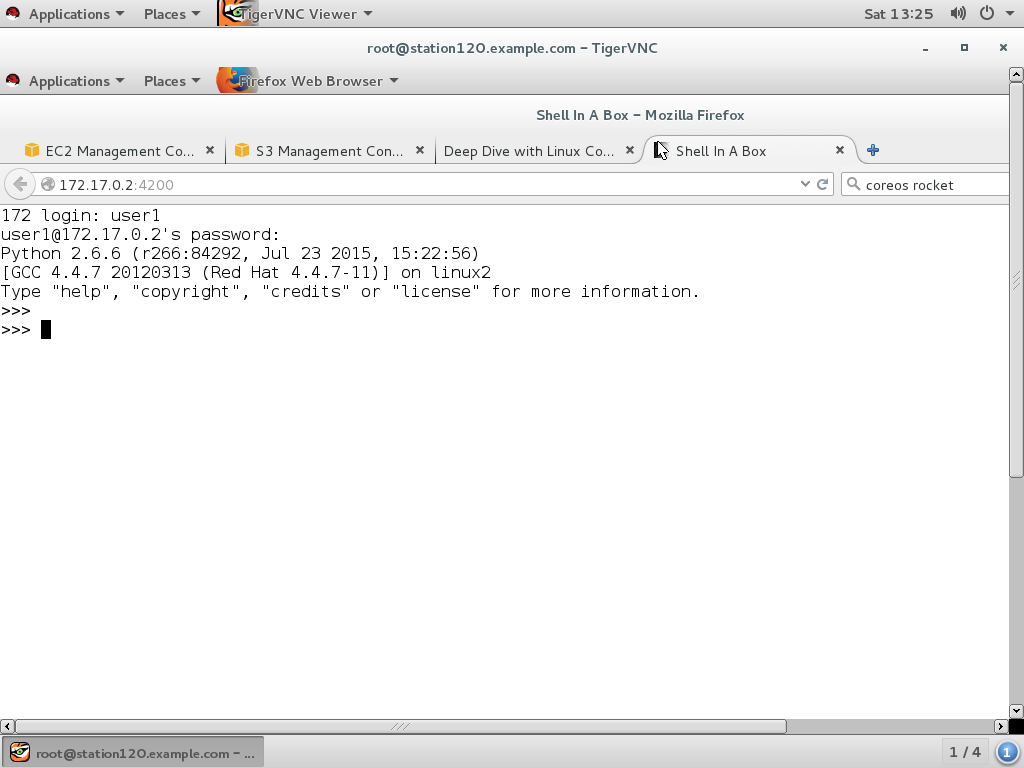 Applications Places TigerVNC Viewer Sat 13:25
root@station120.example.com - TigerVNC
Applications Places Firefox Web Browser
Shell In A Box - Mozilla Firefox
EC2 Management Co... S3 Management Con... Deep Dive with Linux Co... Shell In A Box
172.17.0.2:4200 coreos rocket
172 login: user1
user1@172.17.0.2's password:
Python 2.6.6 (r266:84292, Jul 23 2015, 15:22:56)
[GCC 4.4.7 20120313 (Red Hat 4.4.7-11)] on linux2
Type "help", "copyright", "credits" or "license" for more information.
>>>
>>>
root@station120.example.com - ... 1 / 4 1